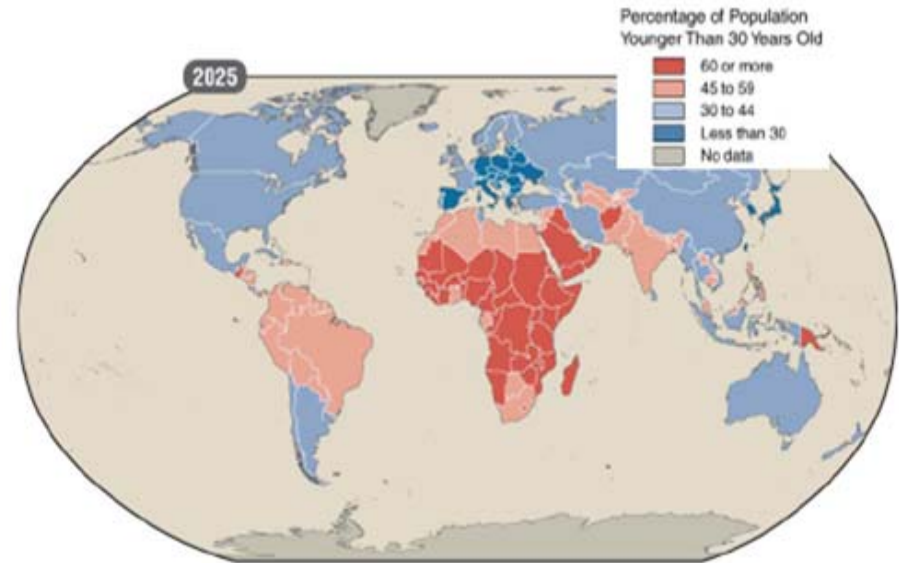 Percentage of Population
Younger Than 30 Years Old
60 or more
45 to 59
30 to 44
Less than 30
No data
2025